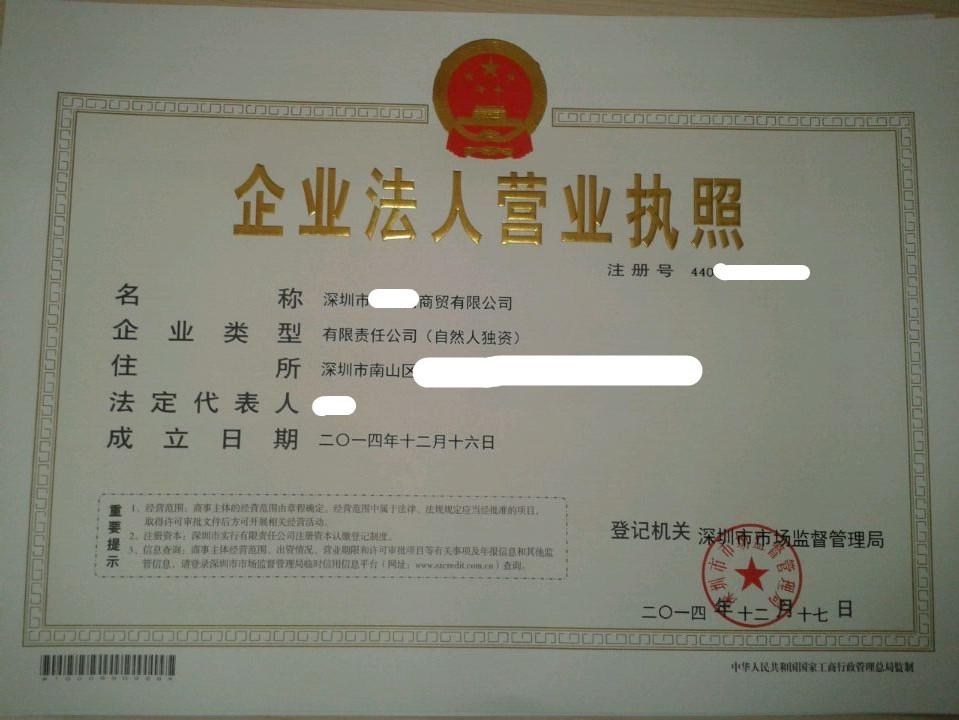 企业法人营业执照
注册号 440
名称 深圳市 商贸有限公司
企业类型 有限责任公司（自然人独资）
住所 深圳市南山区
法定代表人
成立日期 二〇一四年十二月十六日
重要提示
1、经营范围：商事主体的经营范围由章程确定。经营范围中属于法律、法规规定应当经批准的项目，
取得许可审批文件后方可开展相关经营活动。
2、注册资本：深圳市实行有限责任公司注册资本认缴登记制度。
3、信息查询：商事主体经营范围、出资情况、营业期限和许可审批项目等有关事项及年报信息和其他监
管信息，请登录深圳市市场监督管理局临时信用信息平台（网址：www.szcredit.com.cn）查询。
登记机关 深圳市市场监督管理局
深圳市市场监督管理局
二〇一四年十二月十七日
中华人民共和国国家工商行政管理总局监制